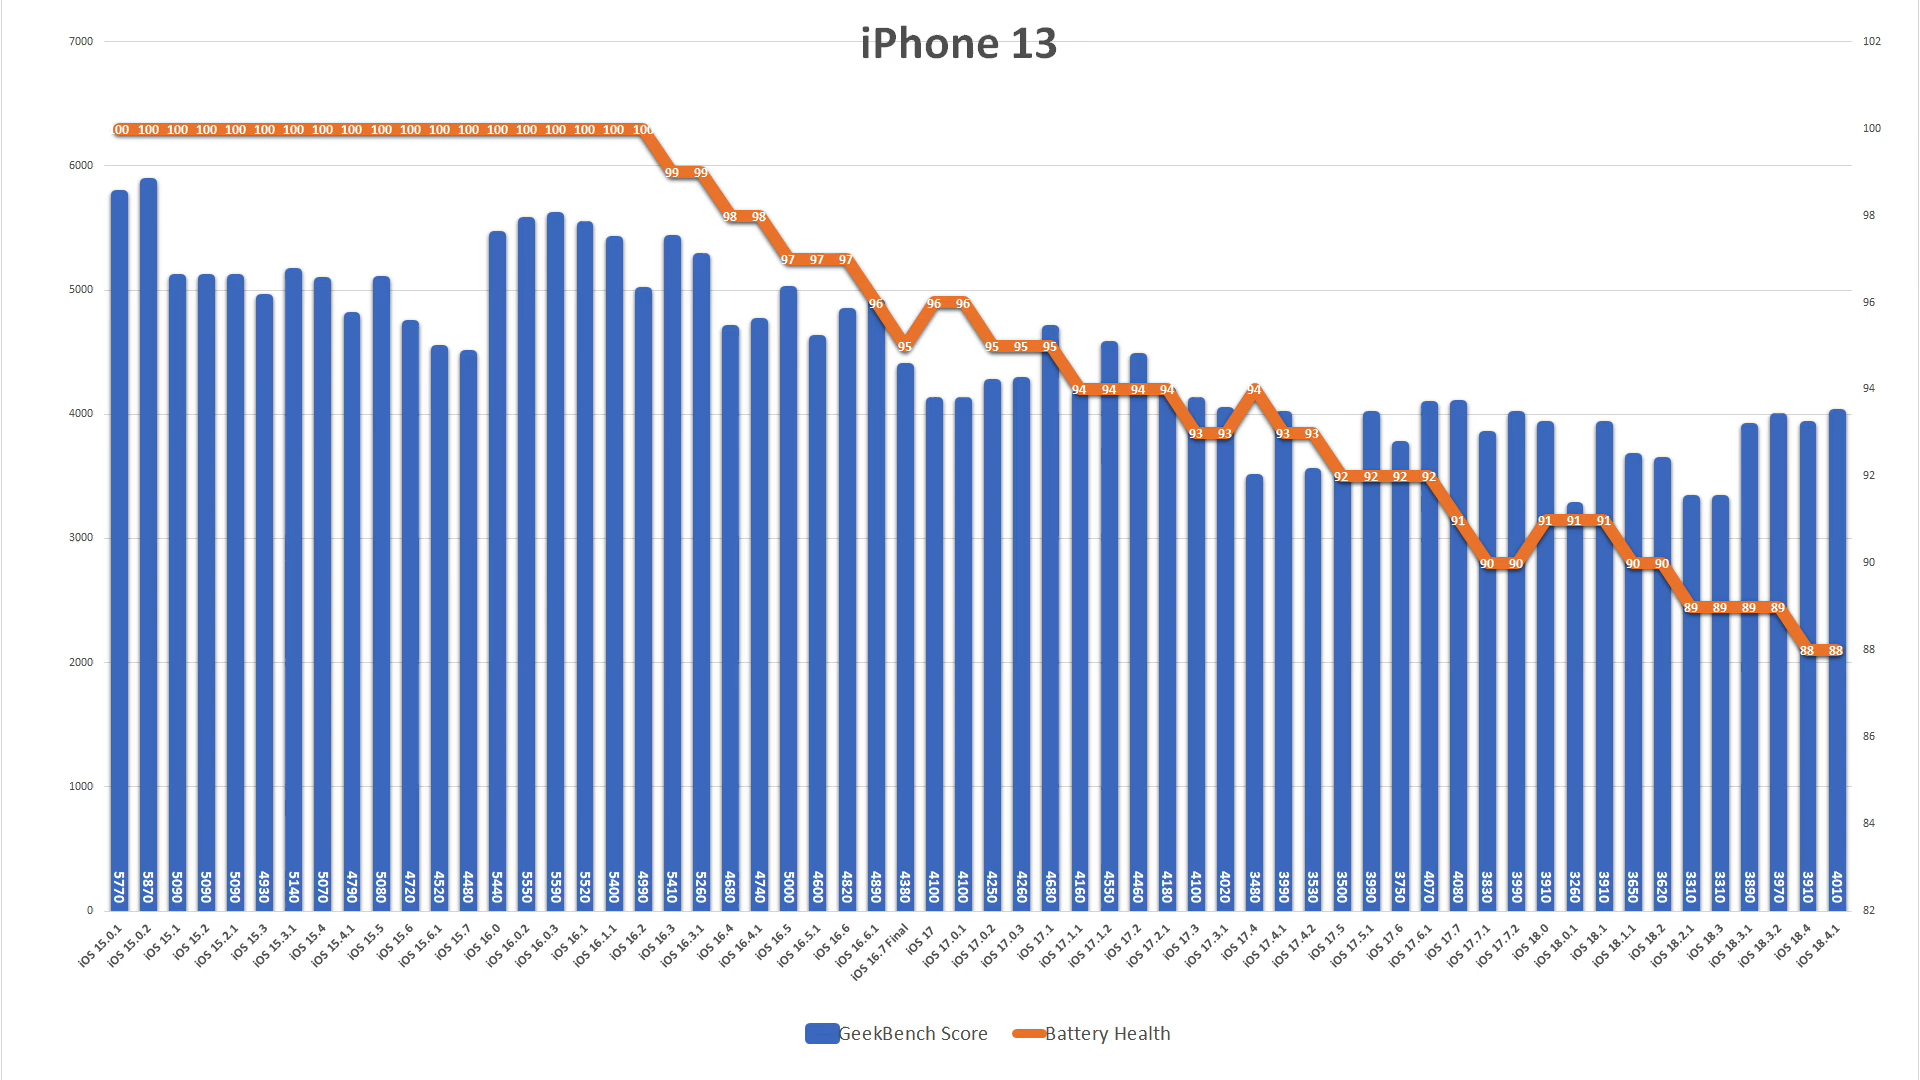 iPhone 13
7000
6000
5000
4000
3000
2000
1000
0
102
100
98
96
94
92
90
88
86
84
82
00 100 100 100 100 100 100 100 100 100 100 100 100 100 100 100 100 100 100 99 99 98 98 97 97 97 96 95 96 96 95 95 95 94 94 94 94 93 93 94 93 93 92 92 92 92 91 90 90 91 91 91 90 90 89 89 89 89 88 88
5770 5870 5090 5090 5090 4930 5140 5070 4790 5080 4720 4520 4480 5440 5550 5590 5520 5400 4990 5410 5260 4680 4740 5000 4600 4820 4890 4380 4100 4100 4250 4260 4680 4160 4550 4460 4180 4100 4020 3480 3990 3530 3500 3990 3750 4070 4080 3830 3990 3910 3260 3910 3650 3620 3310 3310 3890 3970 3910 4010
iOS 15.0.1
iOS 15.0.2
iOS 15.1
iOS 15.2
iOS 15.2.1
iOS 15.3
iOS 15.3.1
iOS 15.4
iOS 15.4.1
iOS 15.5
iOS 15.6
iOS 15.6.1
iOS 15.7
iOS 16.0
iOS 16.0.2
iOS 16.0.3
iOS 16.1
iOS 16.1.1
iOS 16.2
iOS 16.3
iOS 16.3.1
iOS 16.4
iOS 16.4.1
iOS 16.5
iOS 16.5.1
iOS 16.6
iOS 16.6.1
iOS 16.7 Final
iOS 17
iOS 17.0.1
iOS 17.0.2
iOS 17.0.3
iOS 17.1
iOS 17.1.1
iOS 17.1.2
iOS 17.2
iOS 17.2.1
iOS 17.3
iOS 17.3.1
iOS 17.4
iOS 17.4.1
iOS 17.4.2
iOS 17.5
iOS 17.5.1
iOS 17.6
iOS 17.6.1
iOS 17.7
iOS 17.7.1
iOS 17.7.2
iOS 18.0
iOS 18.0.1
iOS 18.1
iOS 18.1.1
iOS 18.2
iOS 18.2.1
iOS 18.3
iOS 18.3.1
iOS 18.3.2
iOS 18.4
iOS 18.4.1
GeekBench Score
Battery Health